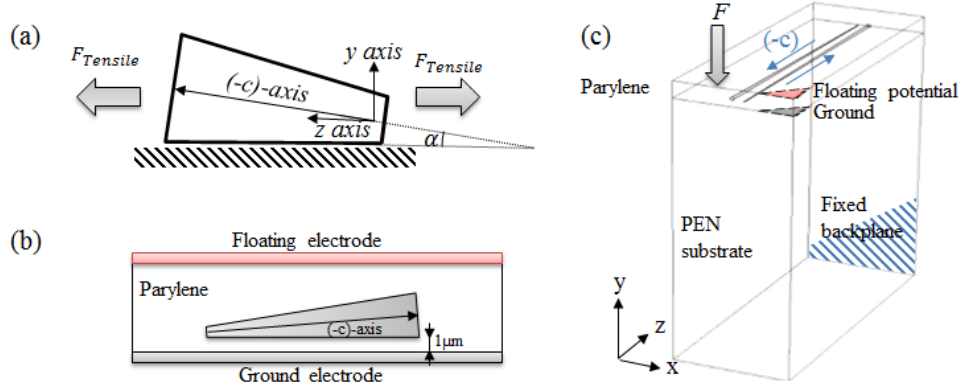 (a)
F_Tensile
y axis
F_Tensile
(-c)-axis
z axis
α
(b)
Floating electrode
Parylene
(-c)-axis
1μm
Ground electrode
(c)
F
(-c)
Parylene
Floating potential
Ground
PEN
substrate
Fixed
backplane
y
z
x